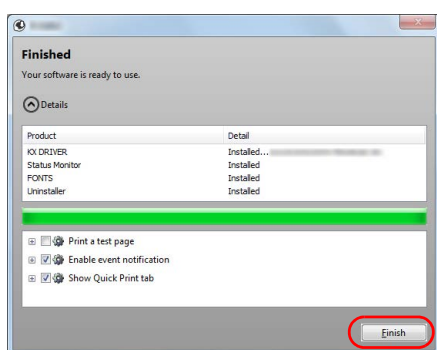 Finished
Your software is ready to use.
Details
Product Detail
KX DRIVER Installed...
Status Monitor Installed
FONTS Installed
Uninstaller Installed
Print a test page
Enable event notification
Show Quick Print tab
Finish